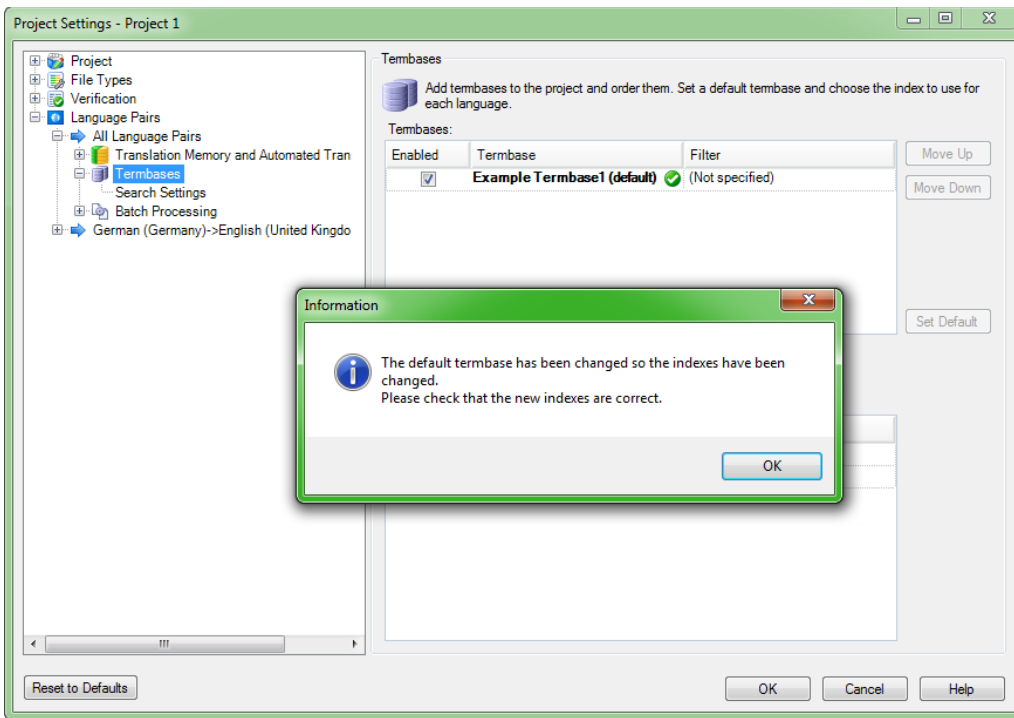 Project Settings - Project 1
Project
File Types
Verification
Language Pairs
All Language Pairs
Translation Memory and Automated Tran
Termbases
Search Settings
Batch Processing
German (Germany)->English (United Kingdo
Termbases
Add termbases to the project and order them. Set a default termbase and choose the index to use for
each language.
Termbases:
Enabled Termbase Filter
Example Termbase1 (default) (Not specified)
Move Up
Move Down
Set Default
Information
The default termbase has been changed so the indexes have been
changed.
Please check that the new indexes are correct.
OK
Reset to Defaults
OK Cancel Help